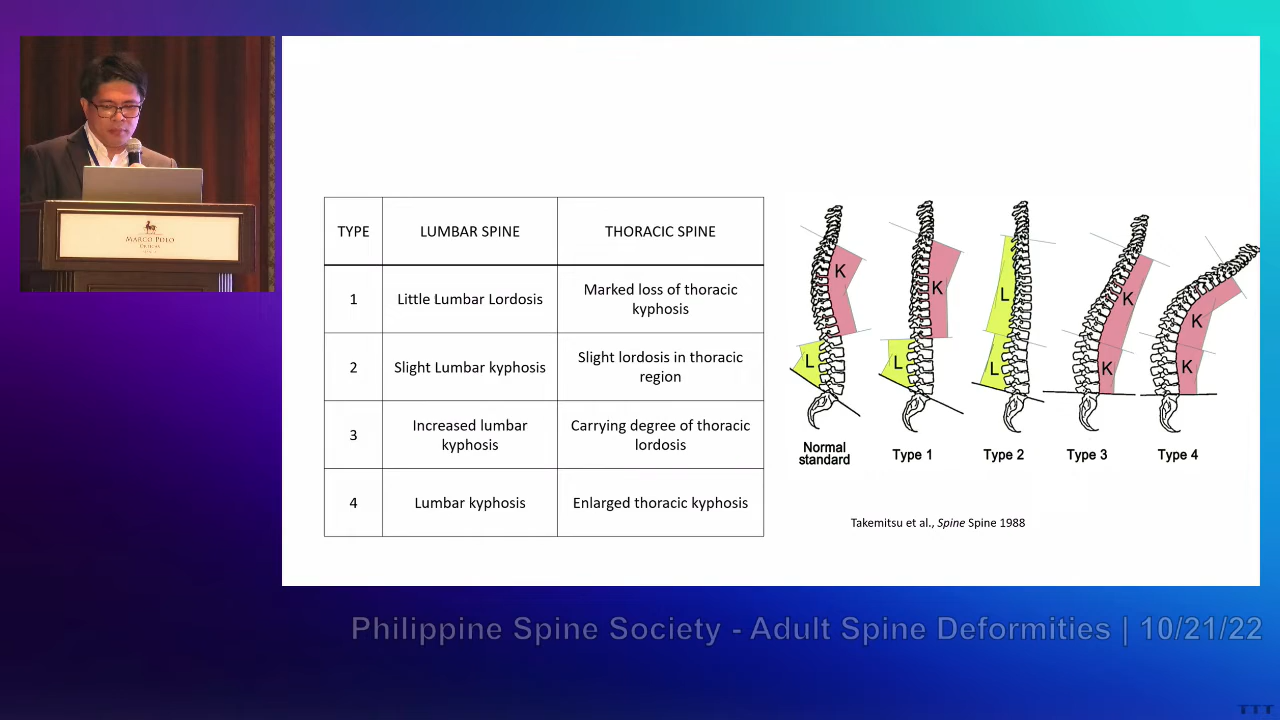 MARCO POLO
ORTIGAS
TYPE
LUMBAR SPINE
THORACIC SPINE
1
Little Lumbar Lordosis
Marked loss of thoracic
kyphosis
2
Slight Lumbar kyphosis
Slight lordosis in thoracic
region
3
Increased lumbar
kyphosis
Carrying degree of thoracic
lordosis
4
Lumbar kyphosis
Enlarged thoracic kyphosis
K
L
K
L
L
L
K
K
K
K
Normal
standard
Type 1
Type 2
Type 3
Type 4
Takemitsu et al., Spine Spine 1988
Philippine Spine Society - Adult Spine Deformities | 10/21/22
TTT